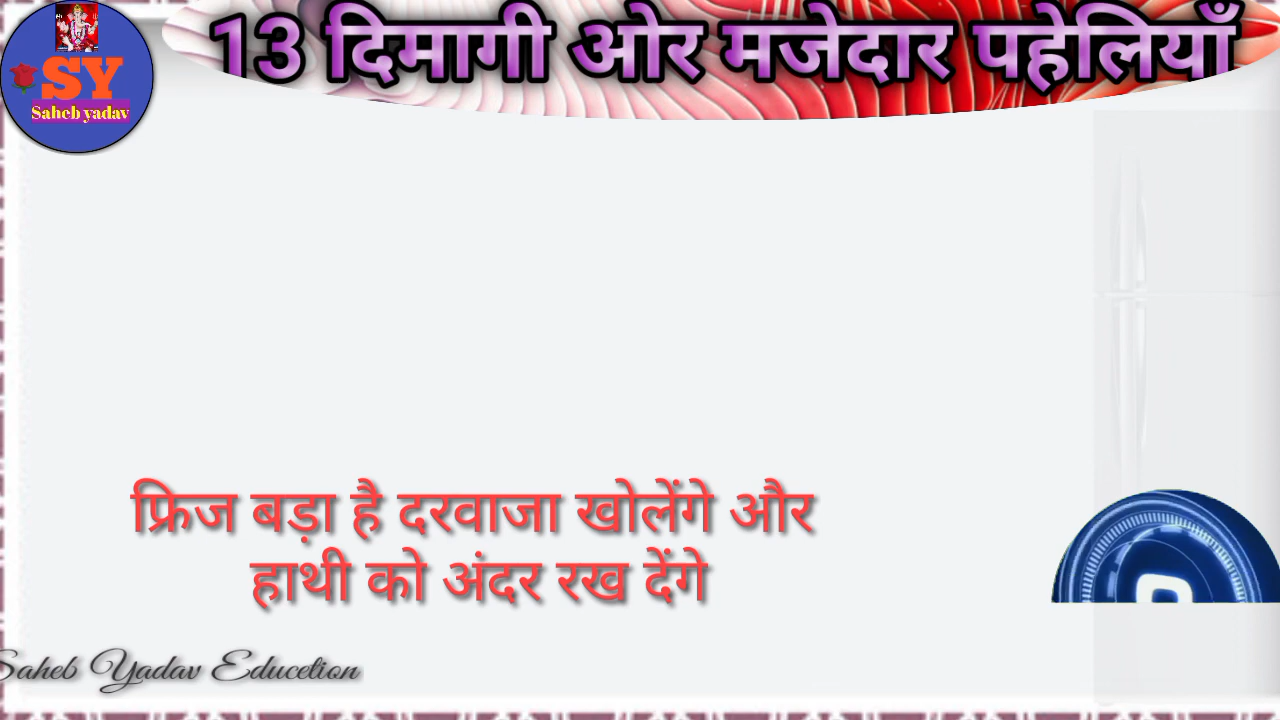 13 दिमागी ओर मजेदार पहेलियाँ
SY
Saheb yadav
फ्रिज बड़ा है दरवाजा खोलेंगे और
हाथी को अंदर रख देंगे
Saheb Yadav Educetion